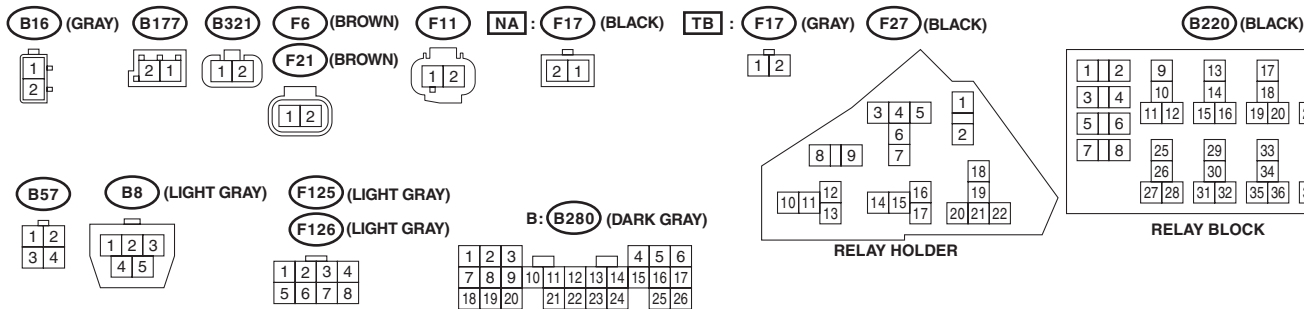 B16 (GRAY) B177 B321 F6 (BROWN) F11 NA : F17 (BLACK) TB : F17 (GRAY) F27 (BLACK) B220 (BLACK)
F21 (BROWN)
1
2
2 1
1 2
1 2
1 2
2 1
1 2
1
2
3 4 5
6
7
8 9
10 11 12
13
14 15 16
17
18
19
20 21 22
RELAY HOLDER
1 2
3 4
5 6
7 8
9
10
11 12
13
14
15 16
17
18
19 20
25
26
27 28
29
30
31 32
33
34
35 36
RELAY BLOCK
B57 B8 (LIGHT GRAY) F125 (LIGHT GRAY)
F126 (LIGHT GRAY)
B: B280 (DARK GRAY)
1 2
3 4
1 2 3
4 5
1 2 3 4
5 6 7 8
1 2 3 4 5 6
7 8 9 10 11 12 13 14 15 16 17
18 19 20 21 22 23 24 25 26